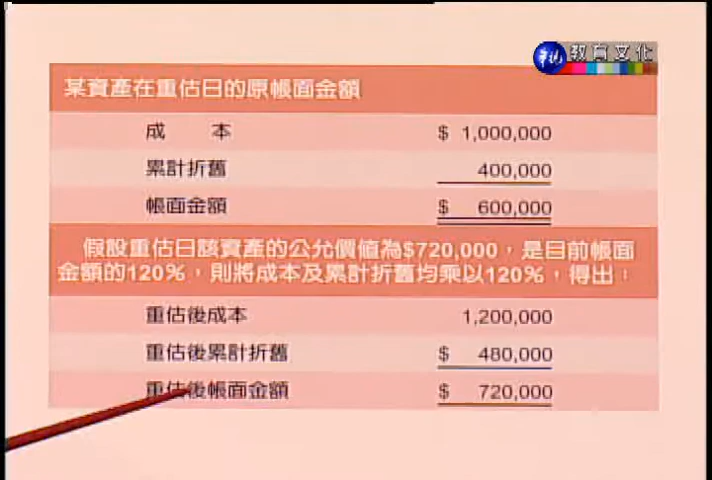 華視 教育文化
某資產在重估日的原帳面金額
成 本 $ 1,000,000
累計折舊 400,000
帳面金額 $ 600,000
假設重估日該資產的公允價值為$720,000，是目前帳面
金額的120%，則將成本及累計折舊均乘以120%，得出：
重估後成本 1,200,000
重估後累計折舊 $ 480,000
重估後帳面金額 $ 720,000